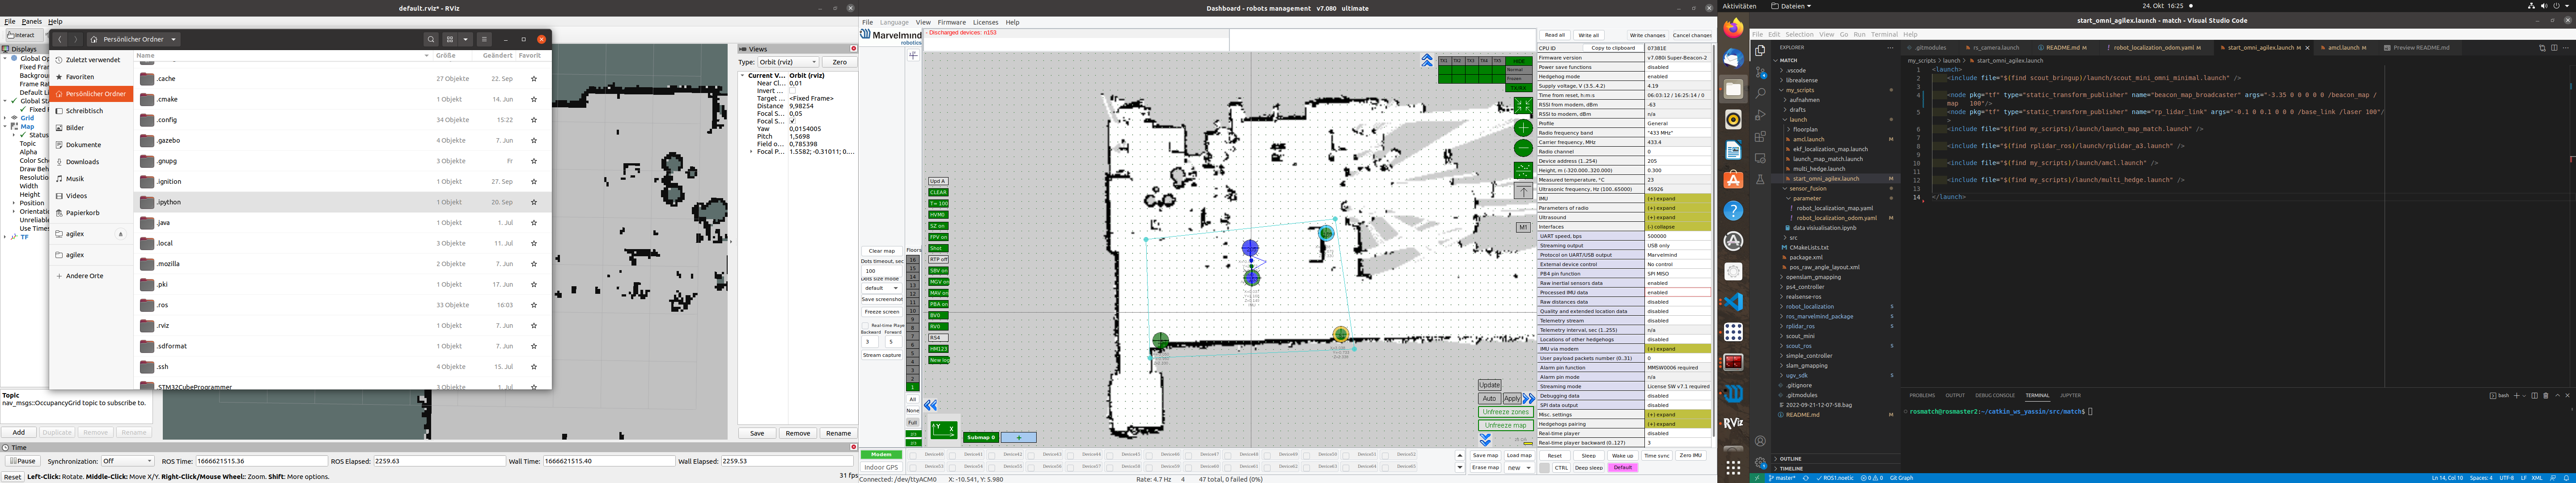 default.rviz* - RViz
File Panels Help
Interact
Displays
Global Op
Fixed Fram
Backgrou
Frame Rat
Default Li
Global Sta
Fixed F
Grid
Map
Status
Topic
Alpha
Color Sche
Draw Beh
Resolution
Width
Height
Position
Orientatio
Unreliable
Use Times
TF
Topic
nav_msgs::OccupancyGrid topic to subscribe to.
Add Duplicate Remove Rename
Persönlicher Ordner
Zuletzt verwendet
Favoriten
Persönlicher Ordner
Schreibtisch
Bilder
Dokumente
Downloads
Musik
Videos
Papierkorb
agilex
agilex
Andere Orte
Name Größe Geändert Favorit
.cache 27 Objekte 22. Sep
.cmake 1 Objekt 14. Jun
.config 34 Objekte 15:22
.gazebo 4 Objekte 7. Jun
.gnupg 3 Objekte Fr
.ignition 1 Objekt 27. Sep
.ipython 1 Objekt 20. Sep
.java 1 Objekt 1. Jul
.local 3 Objekte 11. Jul
.mozilla 2 Objekte 7. Jun
.pki 1 Objekt 17. Jun
.ros 33 Objekte 16:03
.rviz 1 Objekt 7. Jun
.sdformat 1 Objekt 7. Jun
.ssh 4 Objekte 15. Jul
.STM32CubeProgrammer 3 Objekte 1. Jul
Views
Type: Orbit (rviz) Zero
Current V... Orbit (rviz)
Near Cl... 0,01
Invert ...
Target ... <Fixed Frame>
Distance 9,98254
Focal S... 0,05
Focal S...
Yaw 0,0154005
Pitch 1,5698
Field o... 0,785398
Focal P... 1.5582; -0.31011; 0....
Save Remove Rename
Time
Pause Synchronization: Off ROS Time: 1666621515.36 ROS Elapsed: 2259.63 Wall Time: 1666621515.40 Wall Elapsed: 2259.53
Reset Left-Click: Rotate. Middle-Click: Move X/Y. Right-Click/Mouse Wheel:: Zoom. Shift: More options. 31 fps
Dashboard - robots management v7.080 ultimate
File Language View Firmware Licenses Help
Marvelmind
robotics
- Discharged devices: n153
Upd A
CLEAR
T= 100
HVM0
SZ on
FPV on
Shot
RTP off
SBV on
MGV on
MAV on
PBA on
BV0
RV0
RS4
HM123
New log
Clear map
Dots timeout, sec
100
default
Save screenshot
Freeze screen
Real-time Playe
Backward Forward
3 5
Stream capture
Floors
All
None
Full
Modem
Indoor GPS
Submap 0 +
M1
Update
Auto Apply
Unfreeze zones
Unfreeze map
Save map Load map
Erase map new
Connected: /dev/ttyACM0 X: -10.541, Y: 5.980 Rate: 4.7 Hz 4 47 total, 0 failed (0%)
Read all Write all Write changes Cancel changes
CPU ID Copy to clipboard 07381E
Firmware version v7.080i Super-Beacon-2
Power save functions disabled
Hedgehog mode enabled
Supply voltage, V (3.5..4.2) 4.19
Time from reset, h:m:s 06:03:12 / 16:25:14 / 0
RSSI from modem, dBm -63
RSSI to modem, dBm n/a
Profile General
Radio frequency band "433 MHz"
Carrier frequency, MHz 433.4
Radio channel 0
Device address (1..254) 205
Height, m (-320.000..320.000) 0.300
Measured temperature, °C 23
Ultrasonic frequency, Hz (100..65000) 45926
IMU (+) expand
Parameters of radio (+) expand
Ultrasound (+) expand
Interfaces (-) collapse
UART speed, bps 500000
Streaming output USB only
Protocol on UART/USB output Marvelmind
External device control No control
PB4 pin function SPI MISO
Raw inertial sensors data enabled
Processed IMU data enabled
Raw distances data disabled
Quality and extended location data disabled
Telemetry stream disabled
Telemetry interval, sec (1..255) n/a
Locations of other hedgehogs disabled
IMU via modem (+) expand
User payload packets number (0..31) 0
Alarm pin function MMSW0006 required
Alarm pin mode n/a
Streaming mode License SW v7.1 required
Debugging data disabled
SPI data output disabled
Misc. settings (+) expand
Hedgehogs pairing (+) expand
Real-time player disabled
Real-time player backward (0..127) 3
Reset Sleep Wake up Time sync Zero IMU
CTRL Deep sleep Default
Aktivitäten Dateien 24. Okt 16:25
start_omni_agilex.launch - match - Visual Studio Code
File Edit Selection View Go Run Terminal Help
EXPLORER
MATCH
.vscode
librealsense
my_scripts
aufnahmen
drafts
launch
floorplan
amcl.launch
ekf_localization_map.launch
launch_map_match.launch
multi_hedge.launch
start_omni_agilex.launch M
sensor_fusion
parameter
robot_localization_map.yaml
robot_localization_odom.yaml M
data visiualisation.ipynb
src
CMakeLists.txt
package.xml
pos_raw_angle_layout.xml
openslam_gmapping
ps4_controller
realsense-ros
robot_localization S
ros_marvelmind_package S
rplidar_ros S
scout_mini
scout_ros S
simple_controller
slam_gmapping
ugv_sdk S
.gitignore
.gitmodules
2022-09-21-12-07-58.bag
README.md M
OUTLINE
TIMELINE
.gitmodules rs_camera.launch README.md M robot_localization_odom.yaml M start_omni_agilex.launch M amcl.launch M Preview README.md
my_scripts > launch > start_omni_agilex.launch
1 <launch>
2 <include file="$(find scout_bringup)/launch/scout_mini_omni_minimal.launch" />
3
4 <node pkg="tf" type="static_transform_publisher" name="beacon_map_broadcaster" args="-3.35 0 0 0 0 0 /beacon_map /
map 100"/>
5 <node pkg="tf" type="static_transform_publisher" name="rp_lidar_link" args="-0.1 0 0.1 0 0 0 /base_link /laser 100"/
>
6 <include file="$(find my_scripts)/launch/launch_map_match.launch" />
7
8 <include file="$(find rplidar_ros)/launch/rplidar_a3.launch" />
9
10 <include file="$(find my_scripts)/launch/amcl.launch" />
11
12 <include file="$(find my_scripts)/launch/multi_hedge.launch" />
13
14 </launch>
PROBLEMS OUTPUT DEBUG CONSOLE TERMINAL JUPYTER
bash
rosmatch@rosmaster2:~/catkin_ws_yassin/src/match$
master* ROS1.noetic 0 0 Git Graph Ln 14, Col 10 Spaces: 4 UTF-8 LF XML